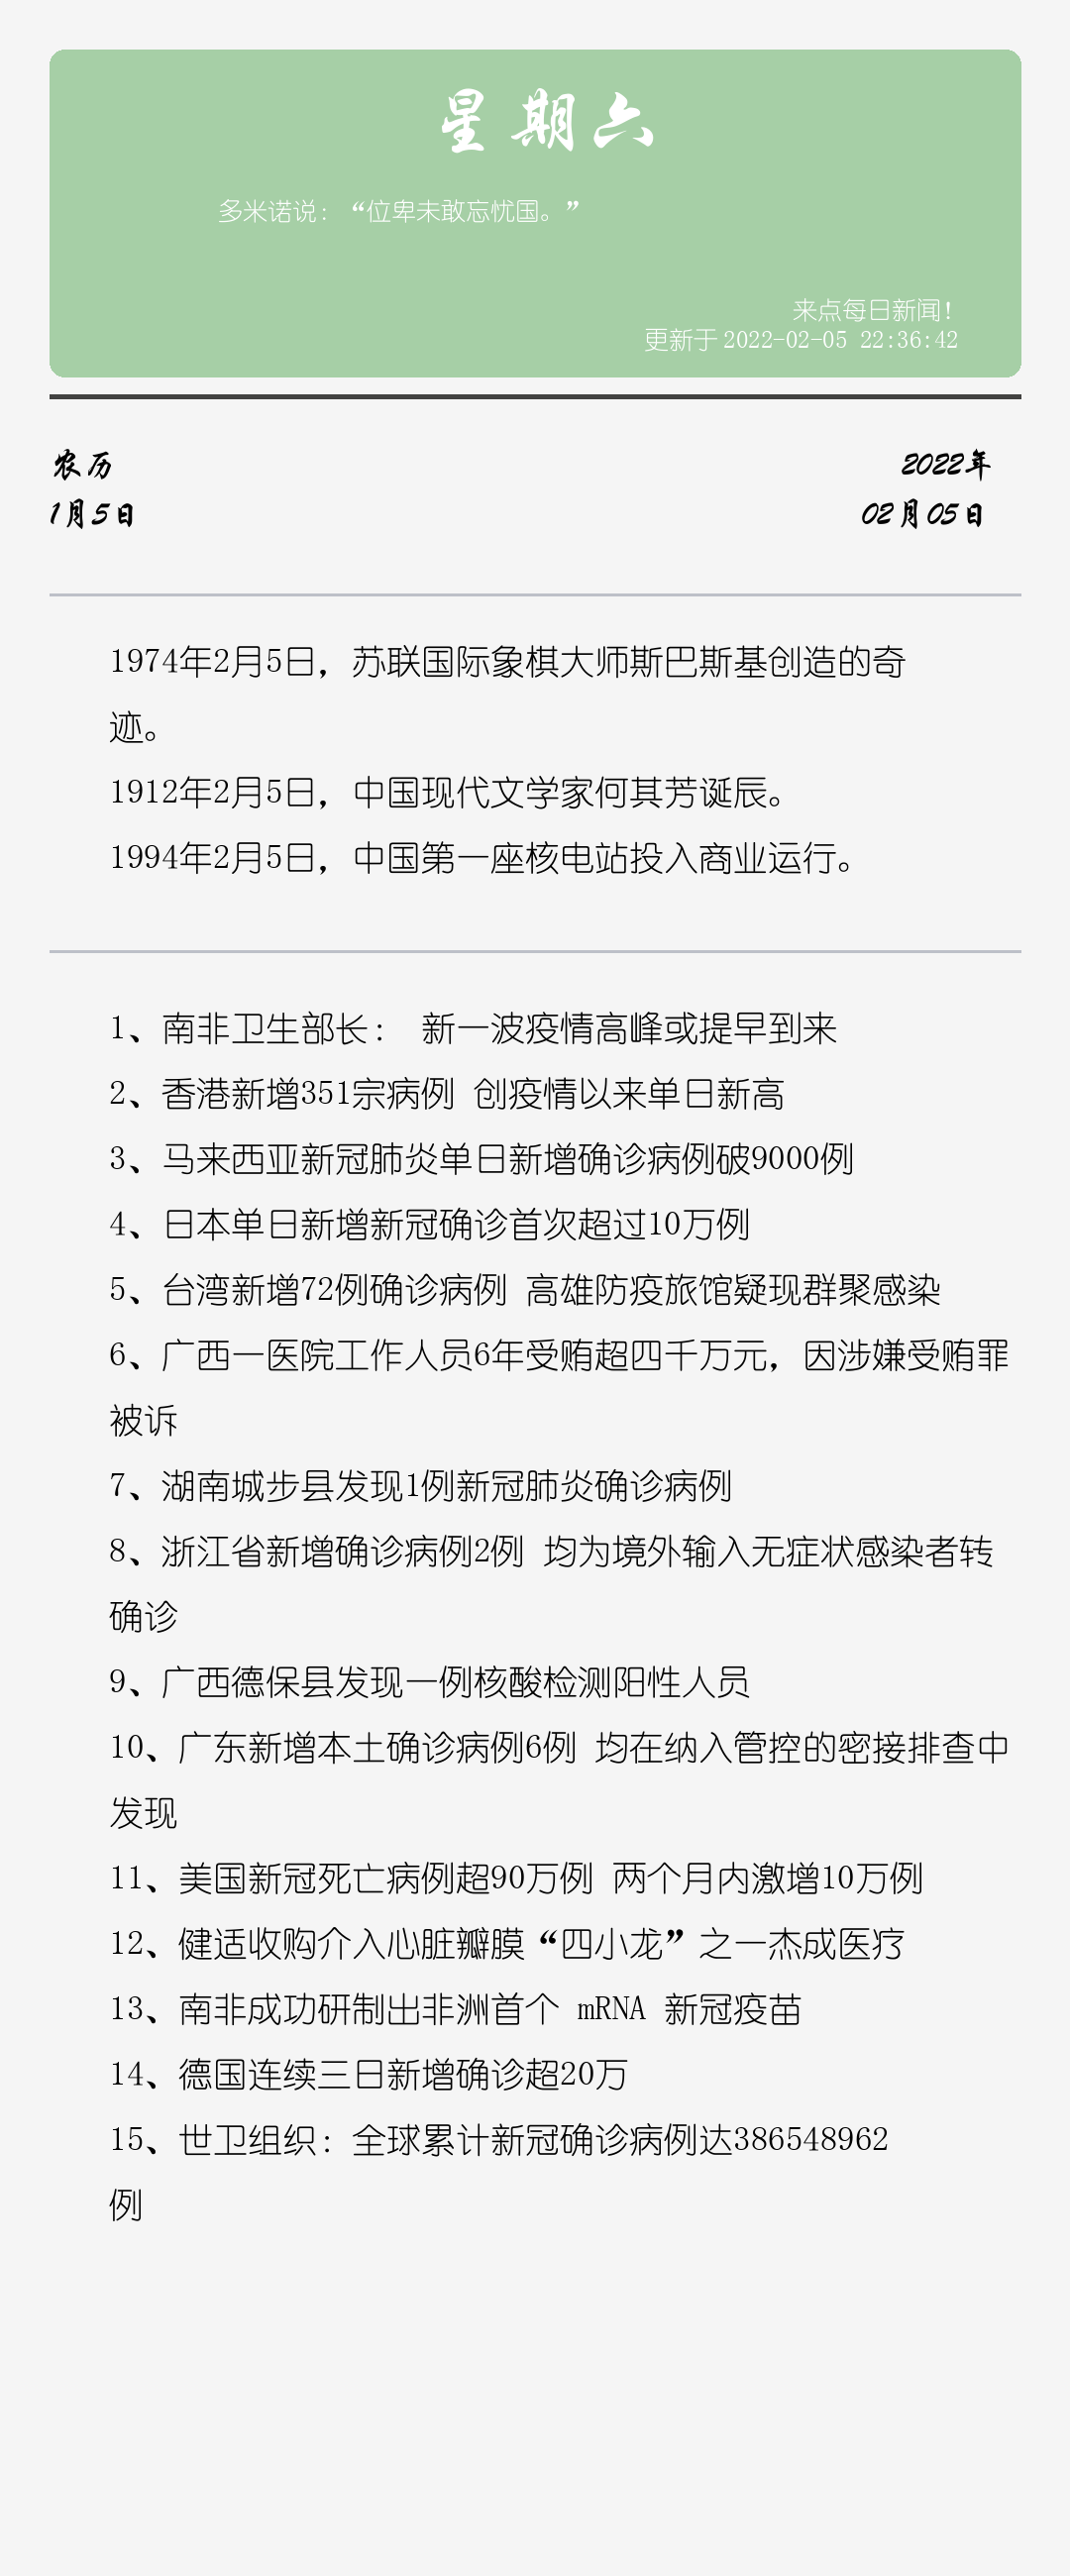 星期六
多米诺说：“位卑未敢忘忧国。”
来点每日新闻！
更新于 2022-02-05 22:36:42
农历
1月5日
2022年
02月05日
1974年2月5日，苏联国际象棋大师斯巴斯基创造的奇
迹。
1912年2月5日，中国现代文学家何其芳诞辰。
1994年2月5日，中国第一座核电站投入商业运行。
1、南非卫生部长： 新一波疫情高峰或提早到来
2、香港新增351宗病例 创疫情以来单日新高
3、马来西亚新冠肺炎单日新增确诊病例破9000例
4、日本单日新增新冠确诊首次超过10万例
5、台湾新增72例确诊病例 高雄防疫旅馆疑现群聚感染
6、广西一医院工作人员6年受贿超四千万元，因涉嫌受贿罪
被诉
7、湖南城步县发现1例新冠肺炎确诊病例
8、浙江省新增确诊病例2例 均为境外输入无症状感染者转
确诊
9、广西德保县发现一例核酸检测阳性人员
10、广东新增本土确诊病例6例 均在纳入管控的密接排查中
发现
11、美国新冠死亡病例超90万例 两个月内激增10万例
12、健适收购介入心脏瓣膜“四小龙”之一杰成医疗
13、南非成功研制出非洲首个 mRNA 新冠疫苗
14、德国连续三日新增确诊超20万
15、世卫组织：全球累计新冠确诊病例达386548962
例